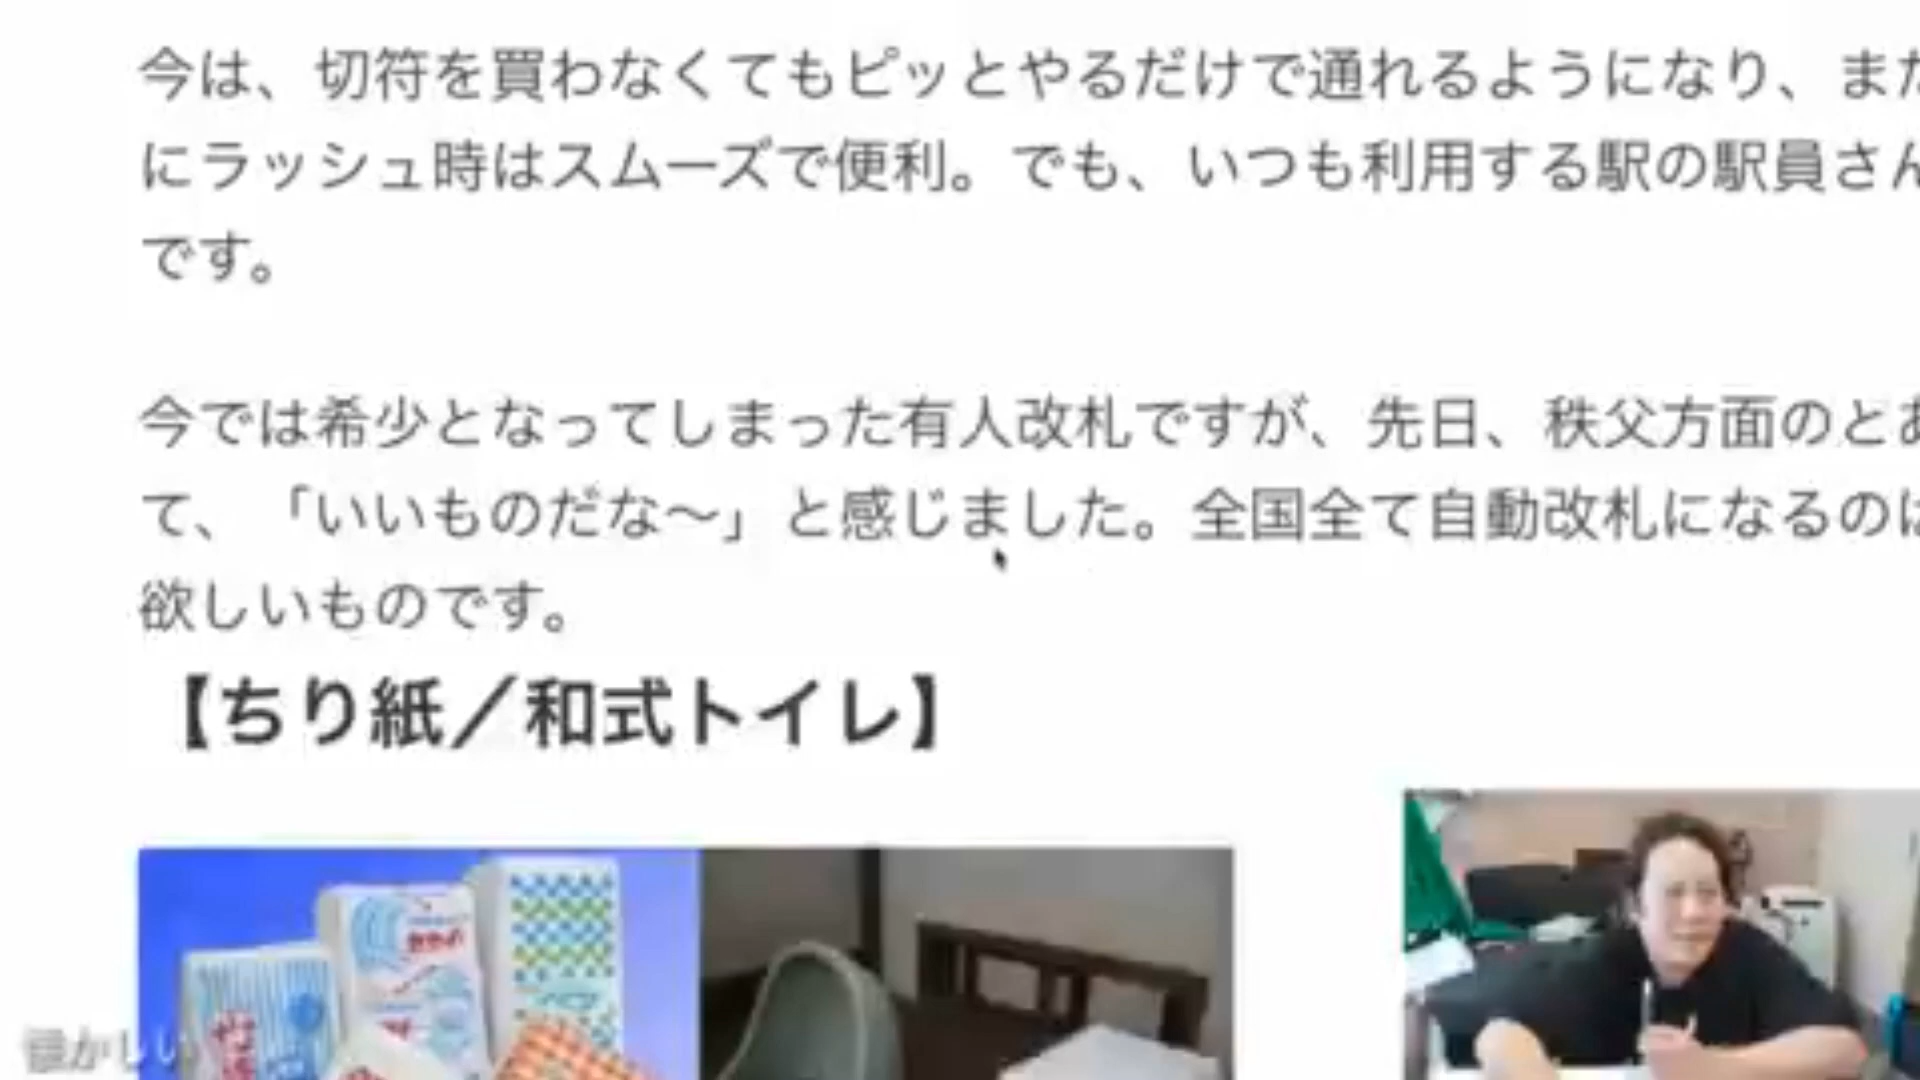 今は、切符を買わなくてもピッとやるだけで通れるようになり、また
にラッシュ時はスムーズで便利。でも、いつも利用する駅の駅員さん
です。
今では希少となってしまった有人改札ですが、先日、秩父方面のとあ
て、「いいものだな〜」と感じました。全国全て自動改札になるのは
欲しいものです。
【ちり紙／和式トイレ】
懐かしい